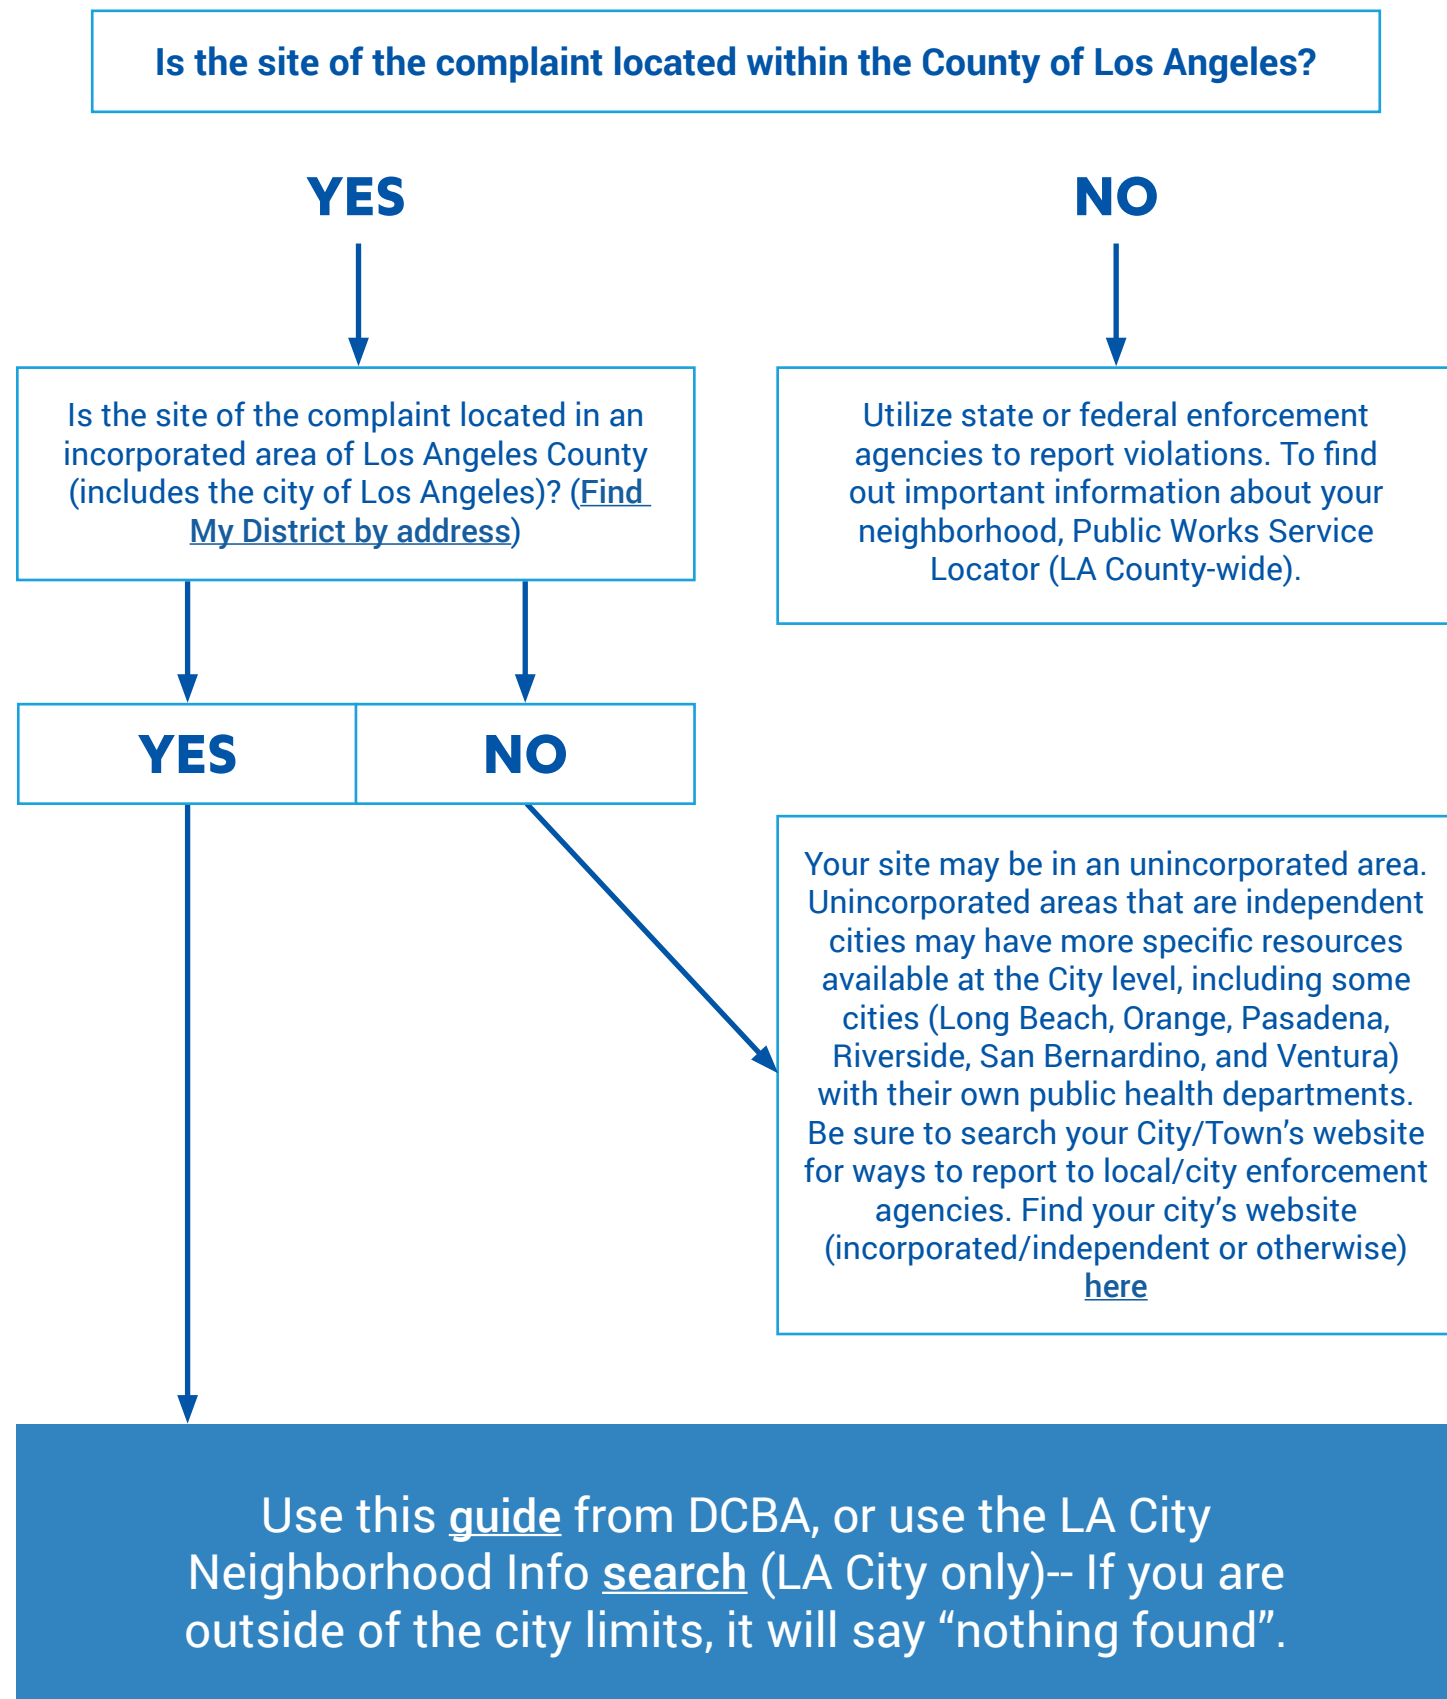 Is the site of the complaint located within the County of Los Angeles?
YES
NO
Is the site of the complaint located in an
incorporated area of Los Angeles County
(includes the city of Los Angeles)? (Find
My District by address)
Utilize state or federal enforcement
agencies to report violations. To find
out important information about your
neighborhood, Public Works Service
Locator (LA County-wide).
YES
NO
Your site may be in an unincorporated area.
Unincorporated areas that are independent
cities may have more specific resources
available at the City level, including some
cities (Long Beach, Orange, Pasadena,
Riverside, San Bernardino, and Ventura)
with their own public health departments.
Be sure to search your City/Town’s website
for ways to report to local/city enforcement
agencies. Find your city’s website
(incorporated/independent or otherwise)
here
Use this guide from DCBA, or use the LA City
Neighborhood Info search (LA City only)-- If you are
outside of the city limits, it will say “nothing found”.